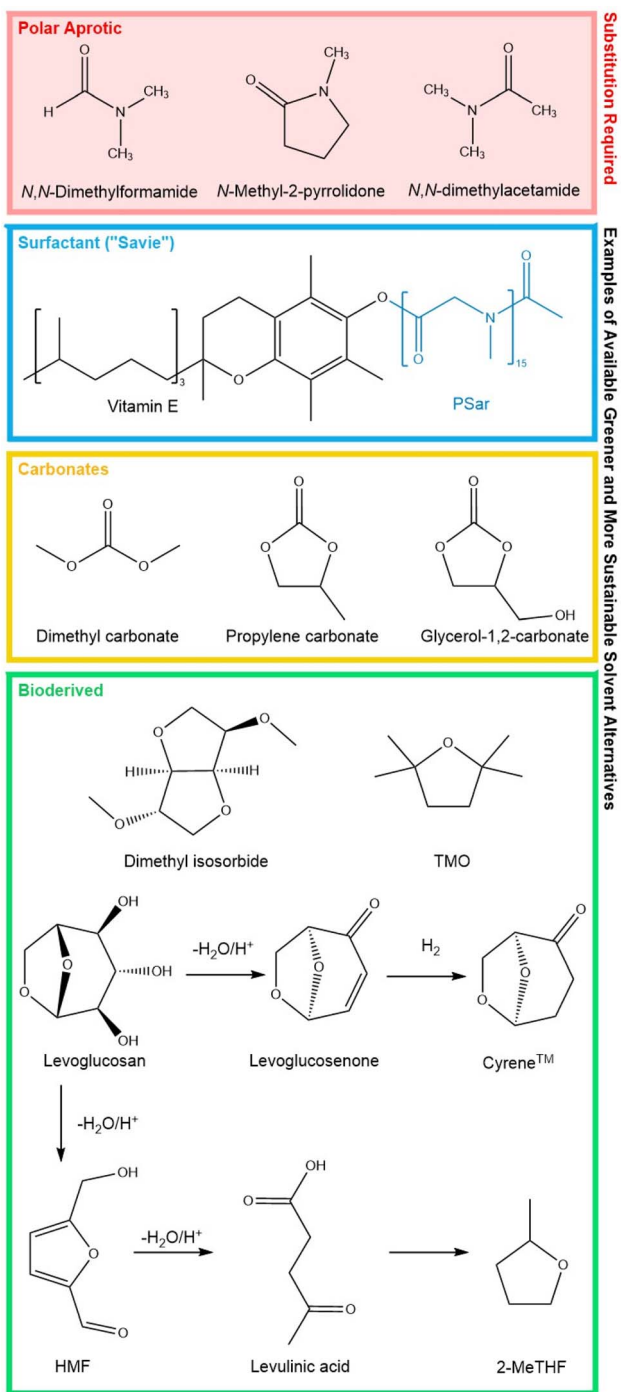 Polar Aprotic
O
H
N
CH3
CH3
O
N
CH3
CH3
N
CH3
O
CH3
N,N-Dimethylformamide
N-Methyl-2-pyrrolidone
N,N-dimethylacetamide
Substitution Required
Surfactant ("Savie")
3
O
O
O
N
O
15
Vitamin E
PSar
Examples of Available Greener and More Sustainable Solvent Alternatives
Carbonates
O
O
O
O
O
O
O
O
O
OH
Dimethyl carbonate
Propylene carbonate
Glycerol-1,2-carbonate
Bioderived
O
O
H
H
O
O
O
Dimethyl isosorbide
TMO
OH
O
OH
O
OH
-H2O/H+
O
O
O
H2
O
O
O
Levoglucosan
Levoglucosenone
Cyrene™
-H2O/H+
OH
O
O
-H2O/H+
OH
O
O
O
HMF
Levulinic acid
2-MeTHF